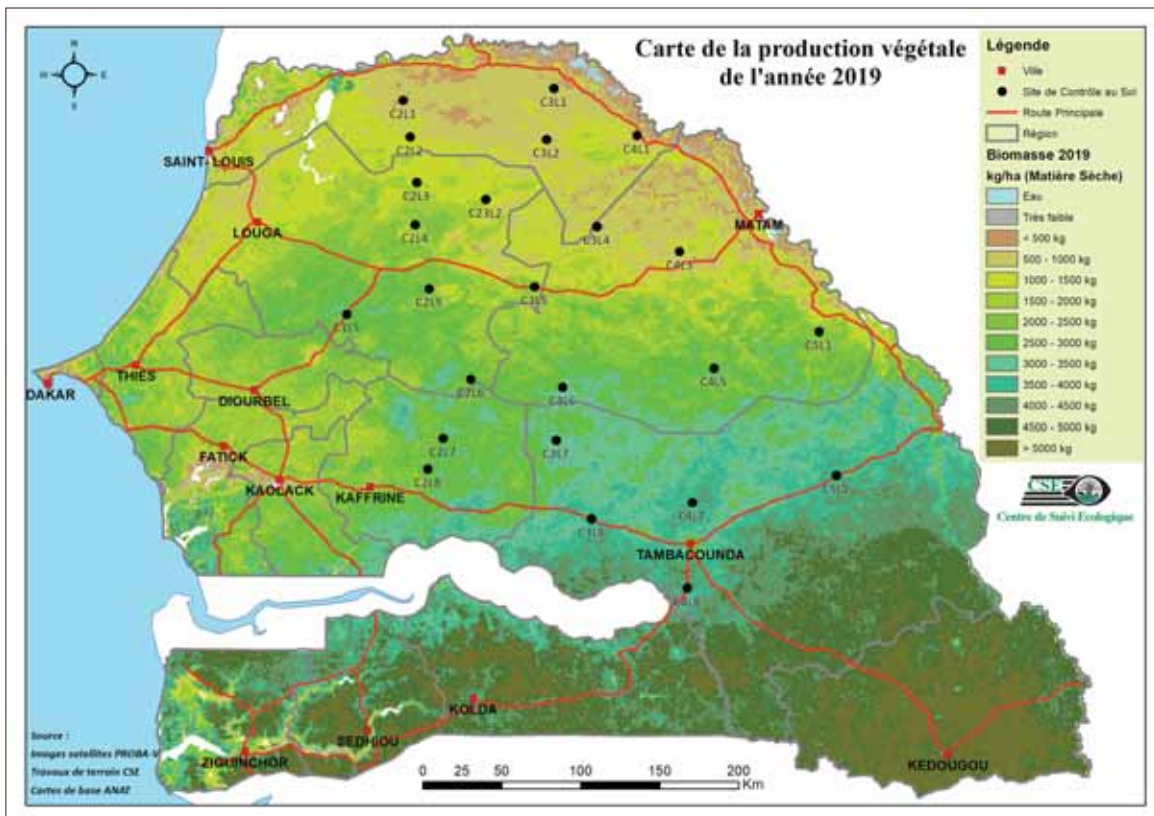 Carte de la production végétale
de l'année 2019
N
W
E
S
Légende
Ville
Site de Contrôle au Sol
Route Principale
Région
Biomasse 2019
kg/ha (Matière Sèche)
Eau
Très faible
< 500 kg
500 - 1000 kg
1000 - 1500 kg
1500 - 2000 kg
2000 - 2500 kg
2500 - 3000 kg
3000 - 3500 kg
3500 - 4000 kg
4000 - 4500 kg
4500 - 5000 kg
> 5000 kg
CSE
Centre de Suivi Ecologique
C3L1
C2L1
C2L2
C3L2
C4L1
SAINT-LOUIS
C2L3
C23L2
MATAM
LOUGA
C2L4
C3L4
C4L3
C2L5
C3L5
C1L5
C5L1
THIES
C4L5
DAKAR
DIOURBEL
C2L6
C3L6
FATICK
C2L7
C3L7
KAOLACK
KAFFRINE
C2L8
C4L7
C3L8
TAMBACOUNDA
C4L8
KOLDA
SEDHIOU
ZIGUINCHOR
KEDOUGOU
Source :
Images satellites PROBA-V
Travaux de terrain CSE
Cartes de base ANAT
0 25 50 100 150 200
Km